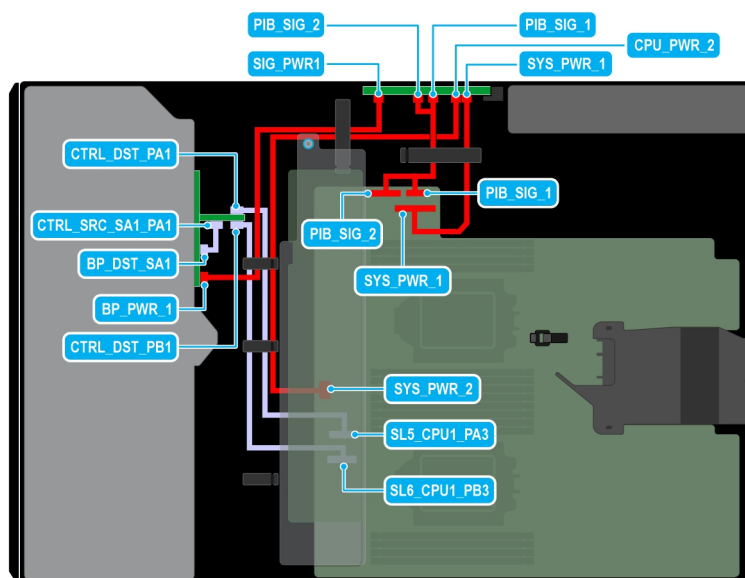 PIB_SIG_2
PIB_SIG_1
CPU_PWR_2
SIG_PWR1
SYS_PWR_1
CTRL_DST_PA1
CTRL_SRC_SA1_PA1
BP_DST_SA1
BP_PWR_1
CTRL_DST_PB1
PIB_SIG_1
PIB_SIG_2
SYS_PWR_1
SYS_PWR_2
SL5_CPU1_PA3
SL6_CPU1_PB3